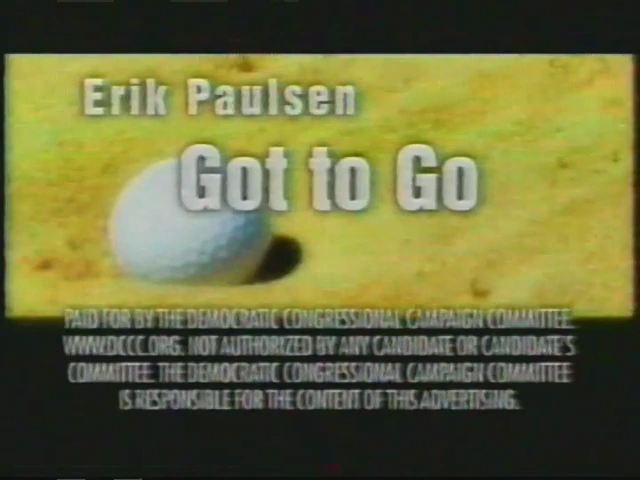 Erik Paulsen
Got to Go
PAID FOR BY THE DEMOCRATIC CONGRESSIONAL CAMPAIGN COMMITTEE.
WWW.DCCC.ORG. NOT AUTHORIZED BY ANY CANDIDATE OR CANDIDATE'S
COMMITTEE. THE DEMOCRATIC CONGRESSIONAL CAMPAIGN COMMITTEE
IS RESPONSIBLE FOR THE CONTENT OF THIS ADVERTISING.